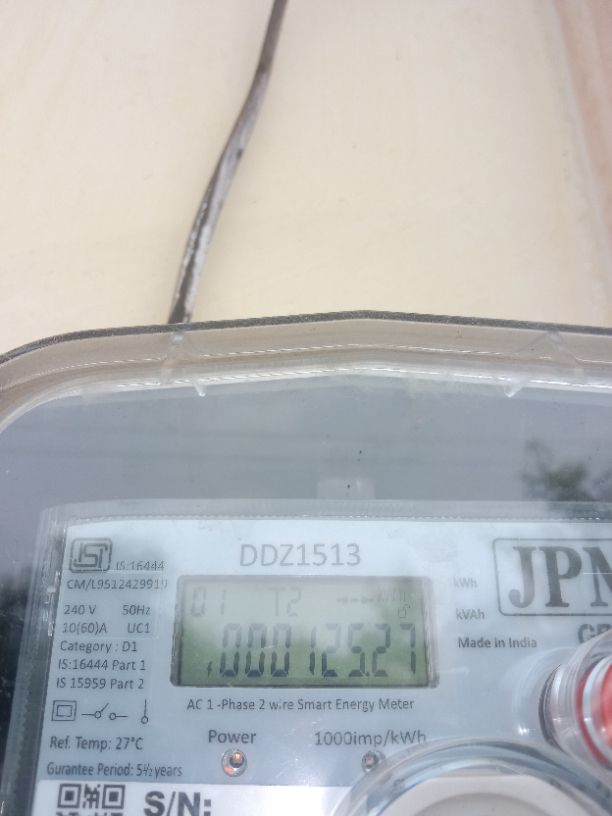 IS:16444
CM/L9512429919
DDZ1513
JPM
240 V 50Hz
10(60)A UC1
Category : D1
IS:16444 Part 1
IS 15959 Part 2
01 T2 kWh
000125.27
kWh
kVAh
Made in India
AC 1 -Phase 2 wire Smart Energy Meter
Ref. Temp: 27°C
Power
1000imp/kWh
Gurantee Period: 5½ years
S/N: